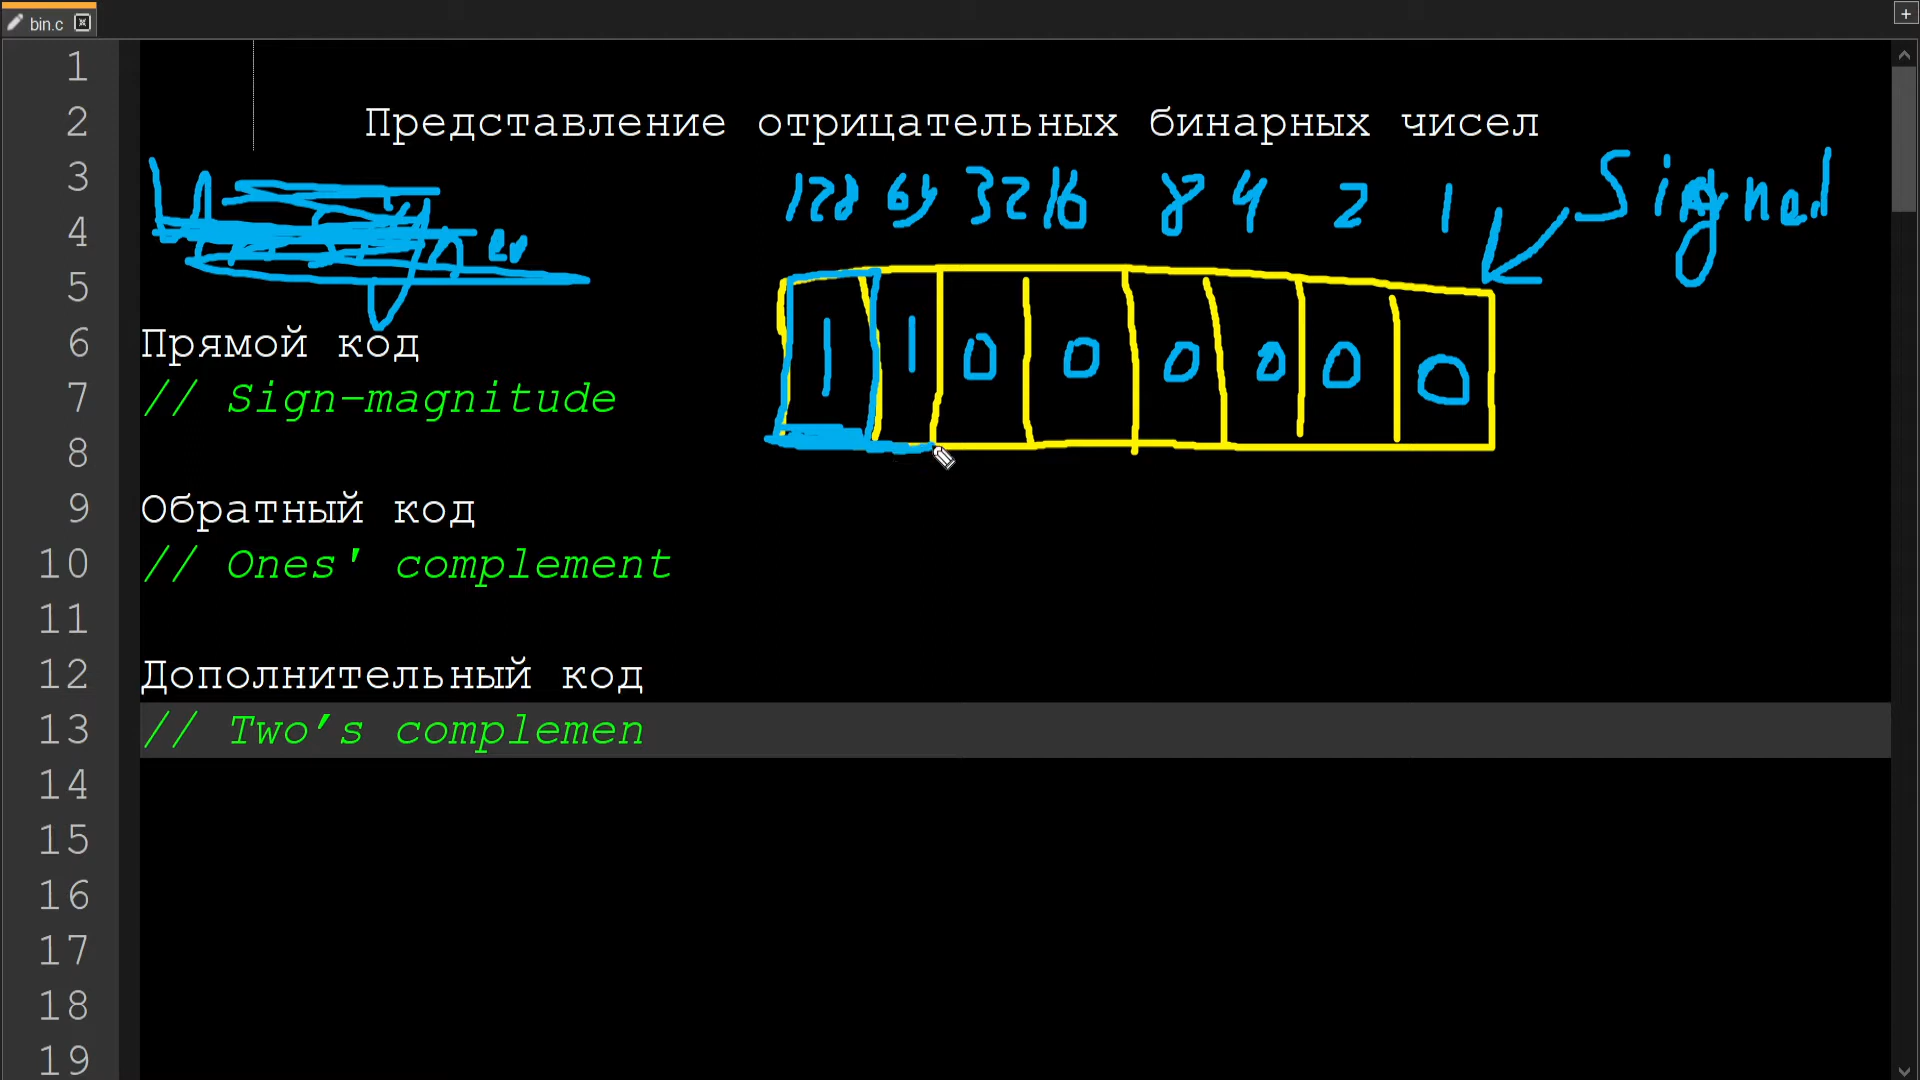 bin.c
1
2 Представление отрицательных бинарных чисел
3
4
128 64 32 16 8 4 2 1 Signed
5
1 1 0 0 0 0 0 0
6 Прямой код
7 // Sign-magnitude
8
9 Обратный код
10 // Ones' complement
11
12 Дополнительный код
13 // Two’s complemen
14
15
16
17
18
19